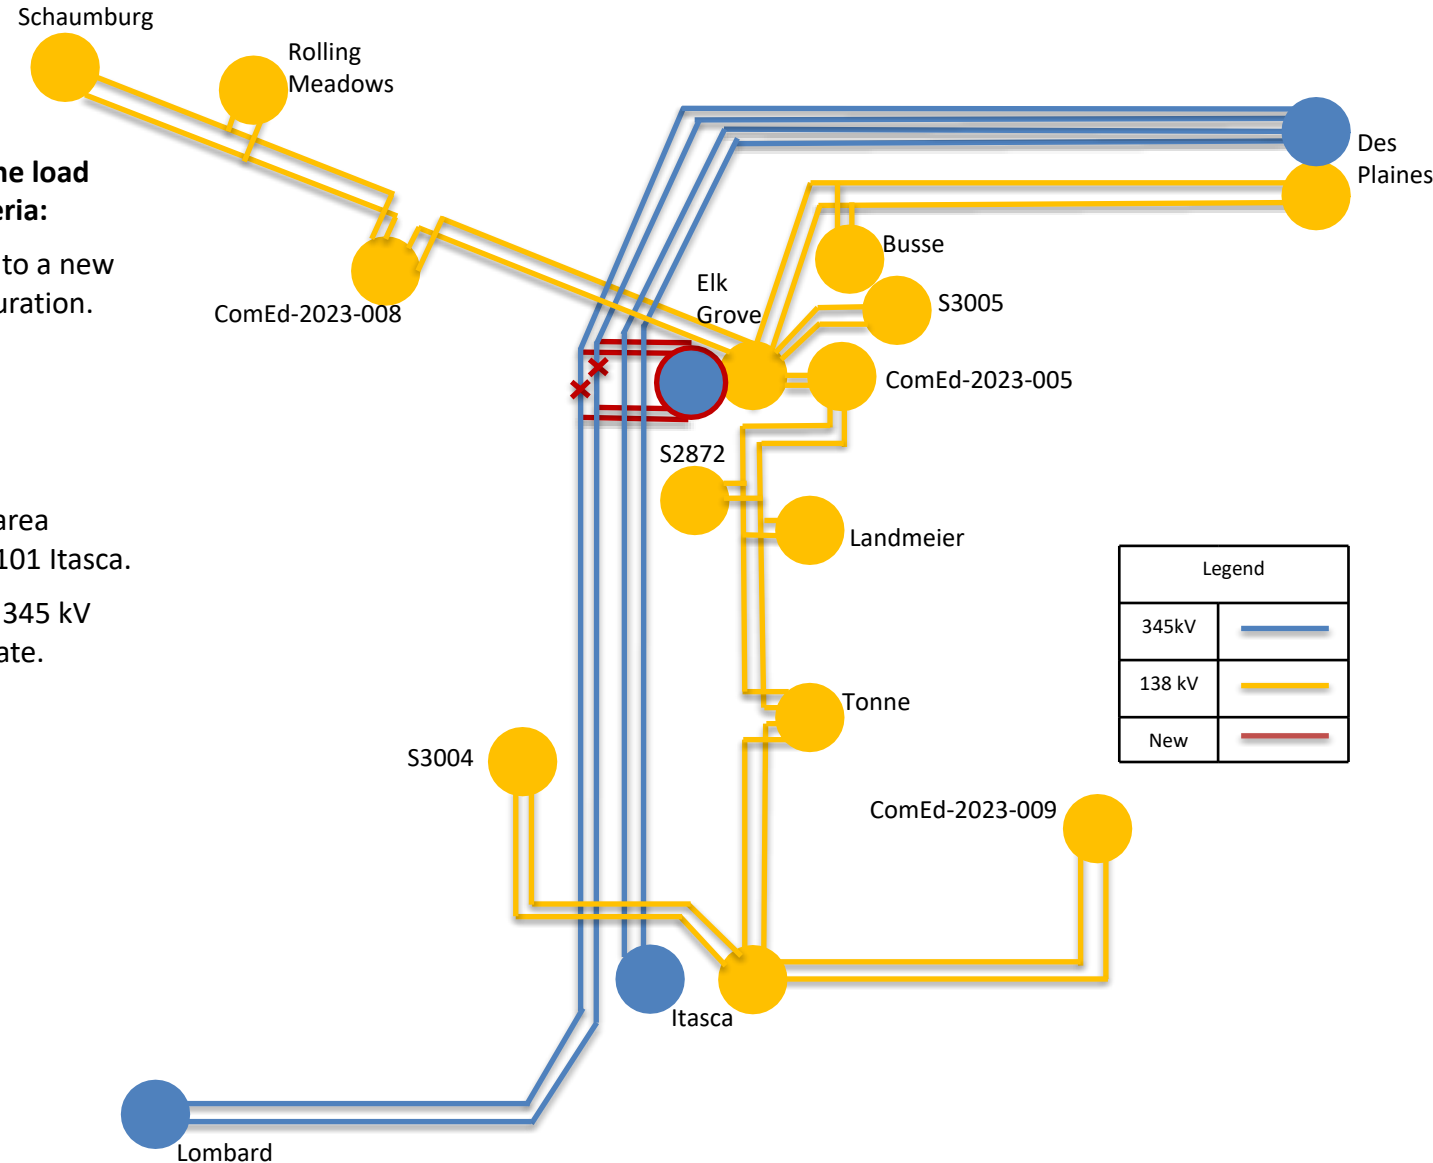 Schaumburg
Rolling
Meadows
ne load
eria:
to a new
uration.
Des
Plaines
Busse
Elk
Grove
S3005
ComEd-2023-008
ComEd-2023-005
S2872
area
101 Itasca.
Landmeier
345 kV
ate.
Legend
345kV
138 kV
New
Tonne
S3004
ComEd-2023-009
Itasca
Lombard